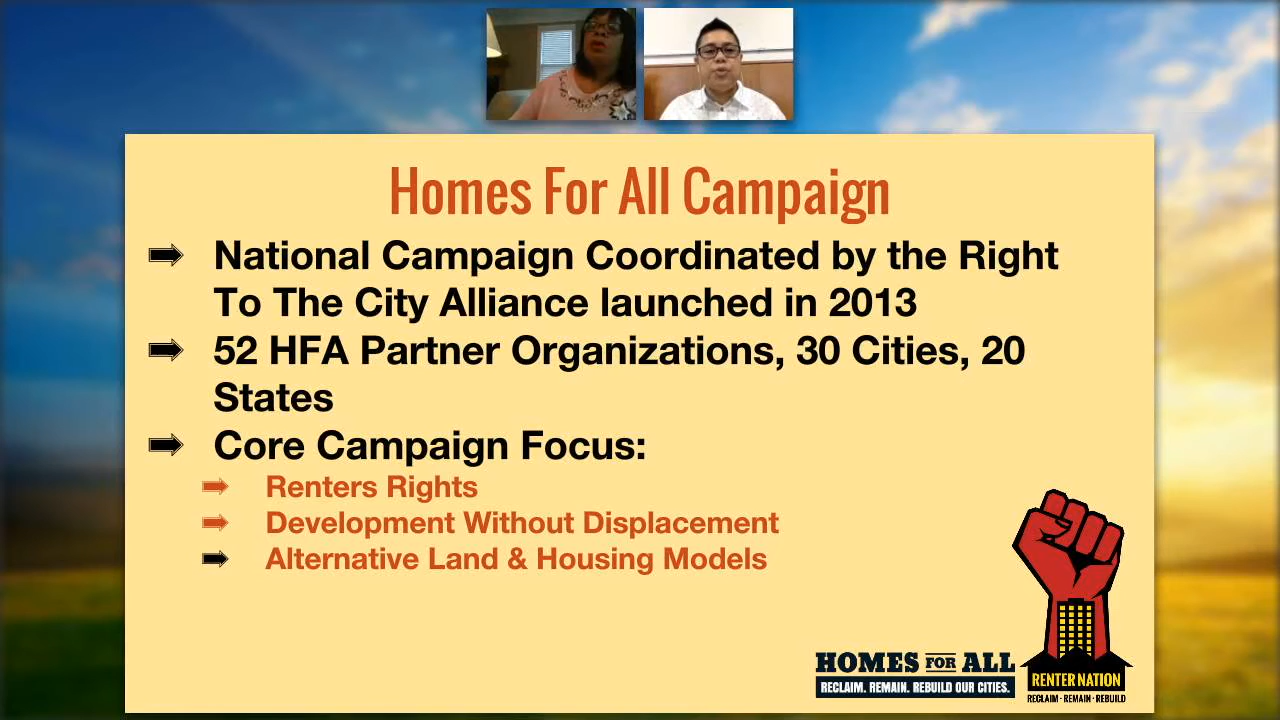 Homes For All Campaign
National Campaign Coordinated by the Right
To The City Alliance launched in 2013
52 HFA Partner Organizations, 30 Cities, 20
States
Core Campaign Focus:
Renters Rights
Development Without Displacement
Alternative Land & Housing Models
HOMES FOR ALL
RECLAIM. REMAIN. REBUILD OUR CITIES.
RENTER NATION
RECLAIM · REMAIN · REBUILD